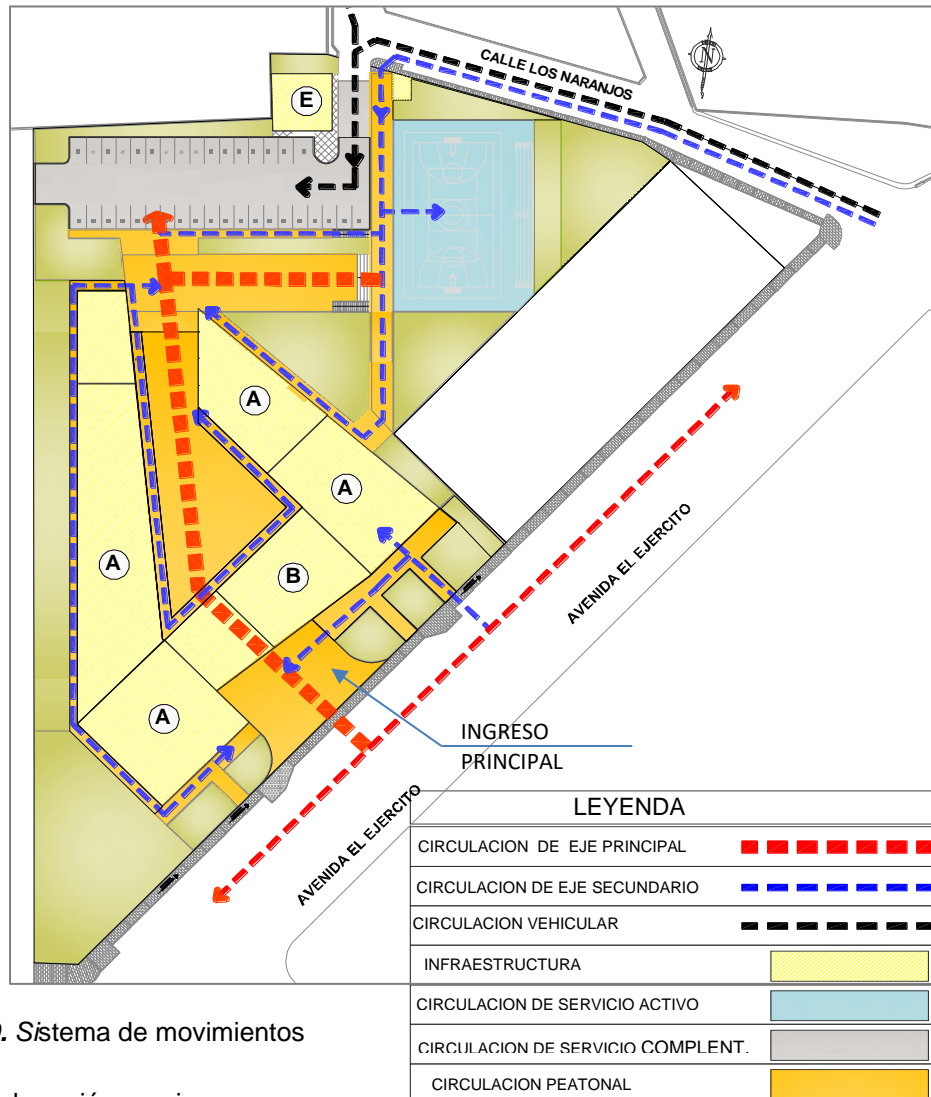 N
CALLE LOS NARANJOS
E
A
A
A
B
A
AVENIDA EL EJERCITO
INGRESO
PRINCIPAL
AVENIDA EL EJERCITO
LEYENDA
CIRCULACION DE EJE PRINCIPAL
CIRCULACION DE EJE SECUNDARIO
CIRCULACION VEHICULAR
INFRAESTRUCTURA
CIRCULACION DE SERVICIO ACTIVO
CIRCULACION DE SERVICIO COMPLENT.
CIRCULACION PEATONAL
. Sistema de movimientos